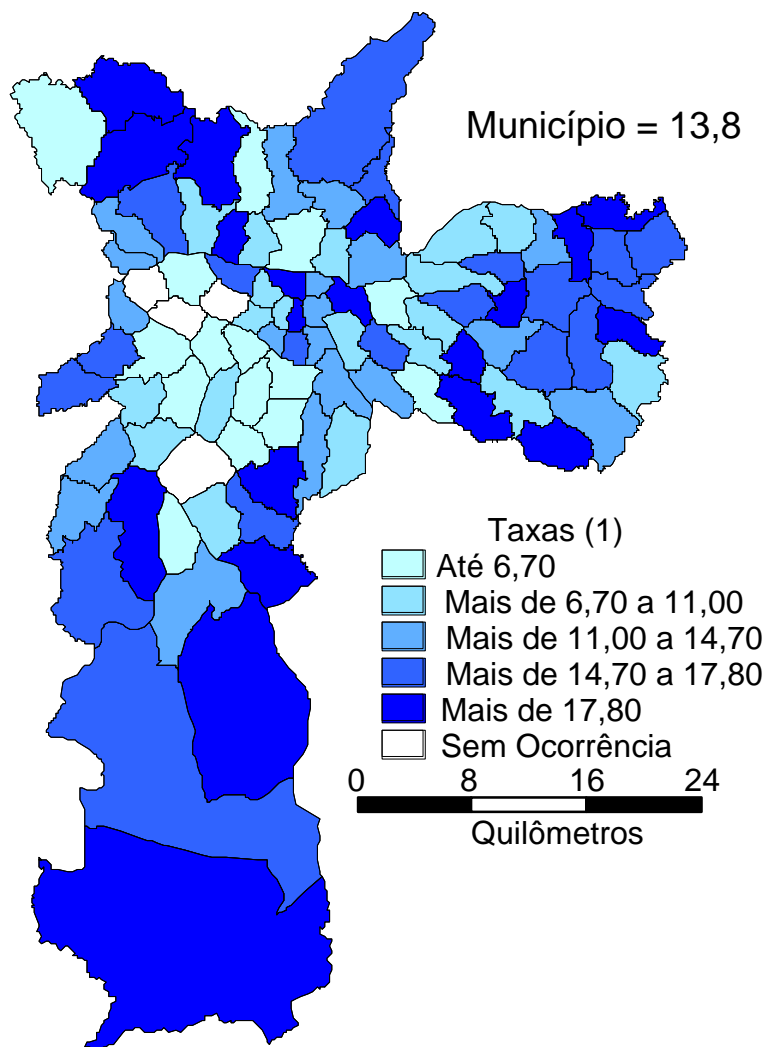 Município = 13,8
Taxas (1)
Até 6,70
Mais de 6,70 a 11,00
Mais de 11,00 a 14,70
Mais de 14,70 a 17,80
Mais de 17,80
Sem Ocorrência
0 8 16 24
Quilômetros